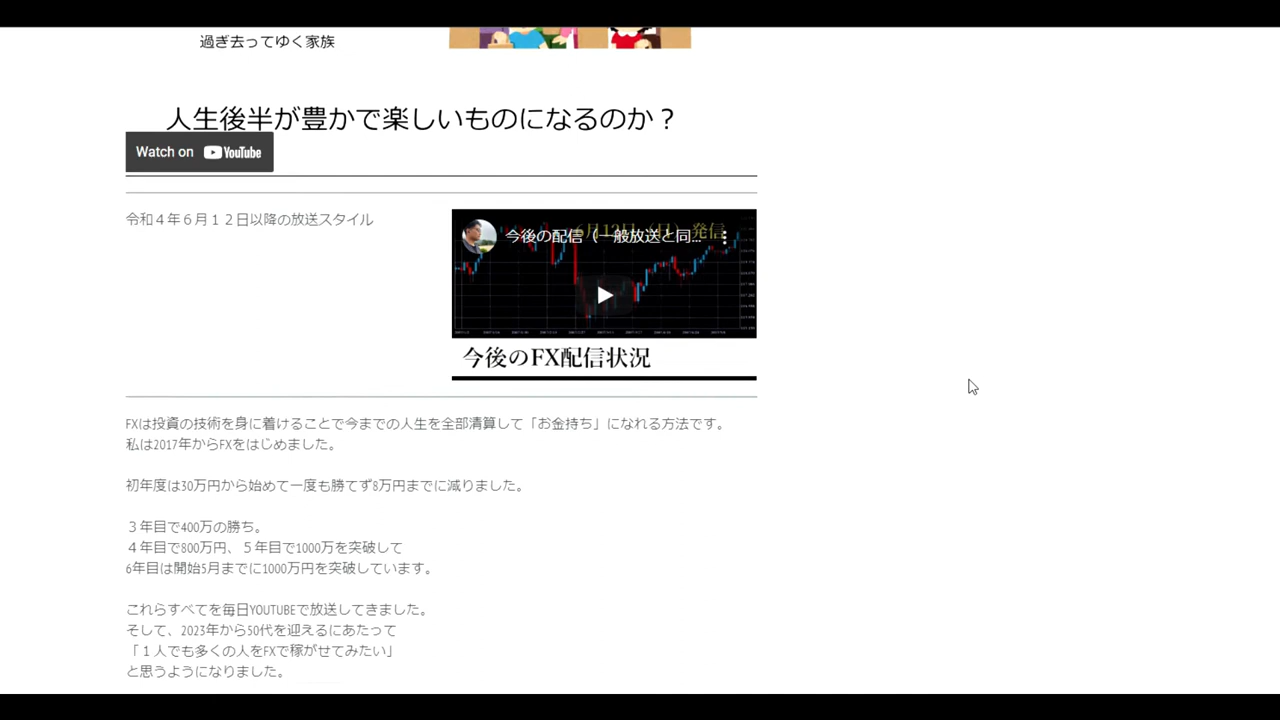 過ぎ去ってゆく家族
人生後半が豊かで楽しいものになるのか？
Watch on YouTube
令和４年６月１２日以降の放送スタイル
6月12日（日）発信
今後の配信（一般放送と同...
今後のFX配信状況
FXは投資の技術を身に着けることで今までの人生を全部清算して「お金持ち」になれる方法です。
私は2017年からFXをはじめました。
初年度は30万円から始めて一度も勝てず8万円までに減りました。
３年目で400万の勝ち。
４年目で800万円、５年目で1000万を突破して
6年目は開始5月までに1000万円を突破しています。
これらすべてを毎日YOUTUBEで放送してきました。
そして、2023年から50代を迎えるにあたって
「１人でも多くの人をFXで稼がせてみたい」
と思うようになりました。